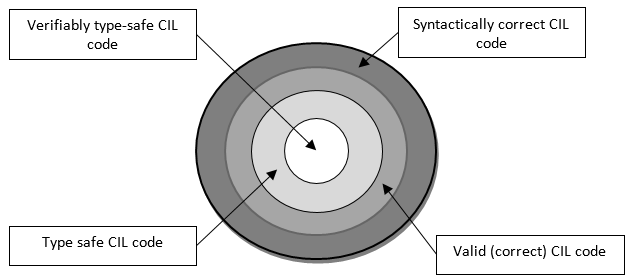 Verifiably type-safe CIL
code
Syntactically correct CIL
code
Type safe CIL code
Valid (correct) CIL code